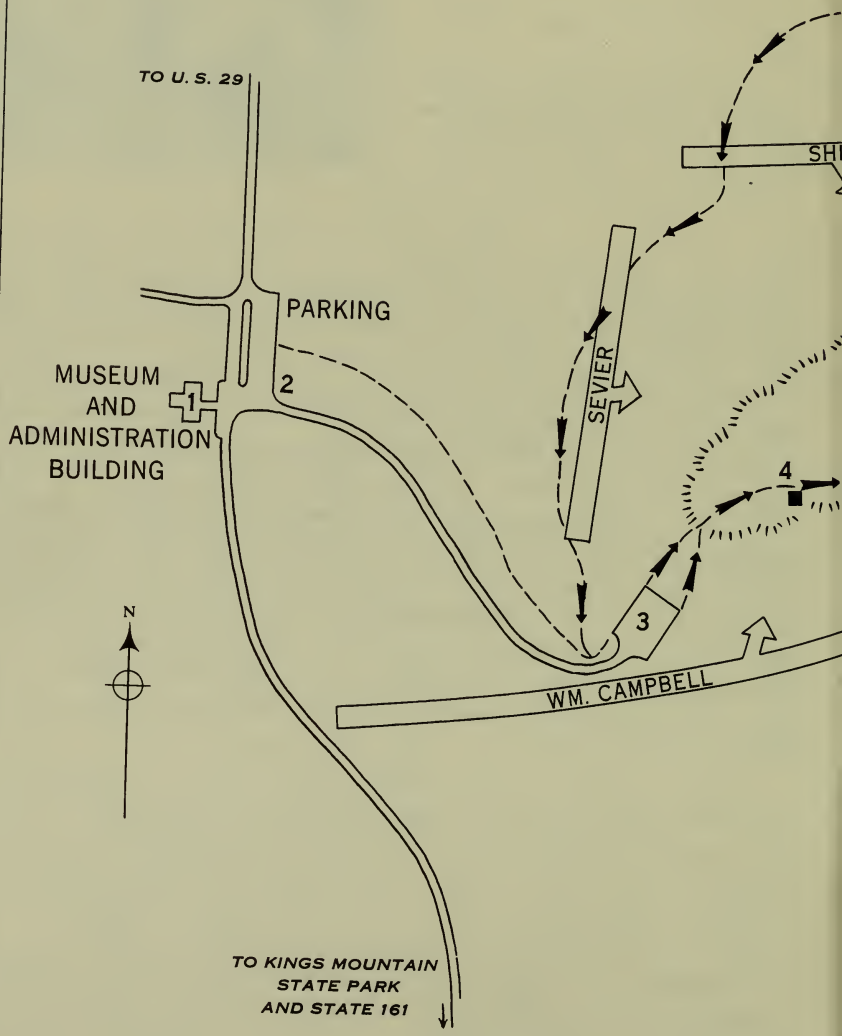 TO U. S. 29
SH
PARKING
SEVIER
MUSEUM
AND
ADMINISTRATION
BUILDING
1
2
4
3
N
WM. CAMPBELL
TO KINGS MOUNTAIN
STATE PARK
AND STATE 161